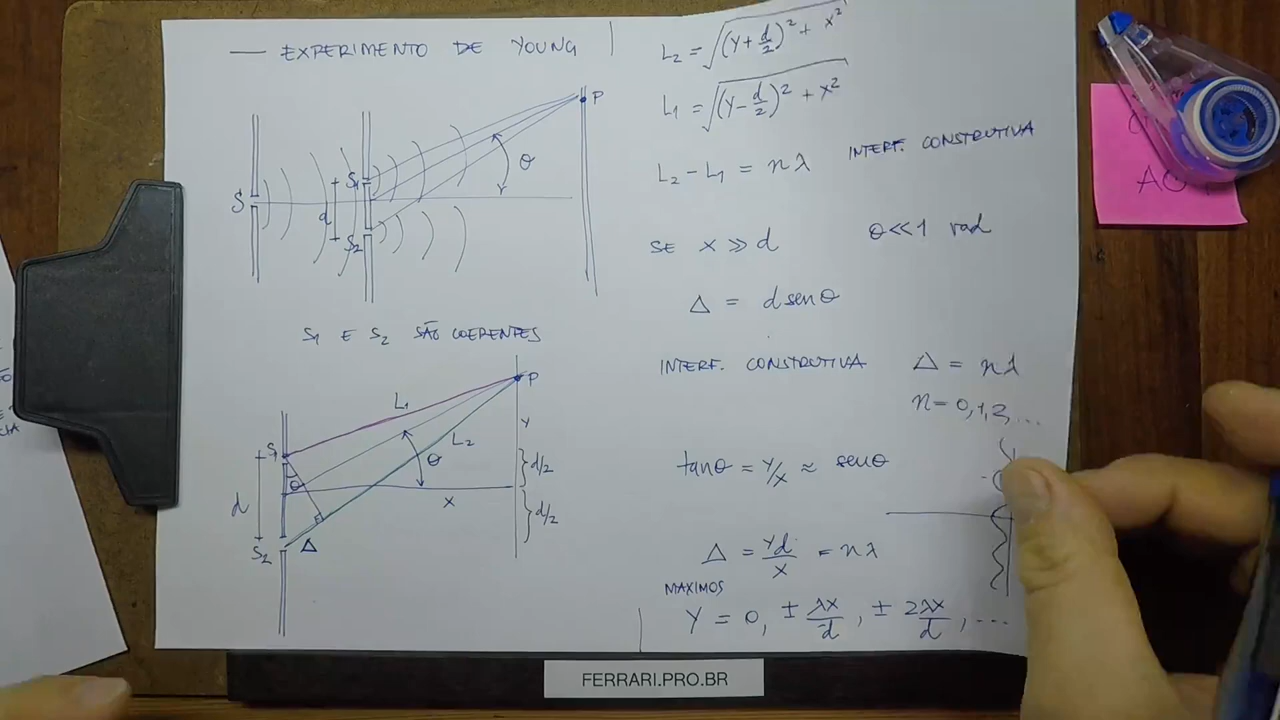 — EXPERIMENTO DE YOUNG
P
θ
S
S₁
d
S₂
S₁ E S₂ SÃO COERENTES
P
L₁
Y
L₂
S₁
θ
θ
d/2
d
X
d/2
S₂
Δ
L₂ = √(Y+d/2)² + X²
L₁ = √(Y-d/2)² + X²
L₂ - L₁ = nλ INTERF. CONSTRUTIVA
SE X >> d θ<<1 rad
Δ = d senθ
INTERF. CONSTRUTIVA Δ = nλ
n = 0,1,2,...
tanθ = Y/X ≈ senθ
Δ = Yd/X = nλ
MAXIMOS
Y = 0, ± λX/d, ± 2λX/d, ...
FERRARI.PRO.BR